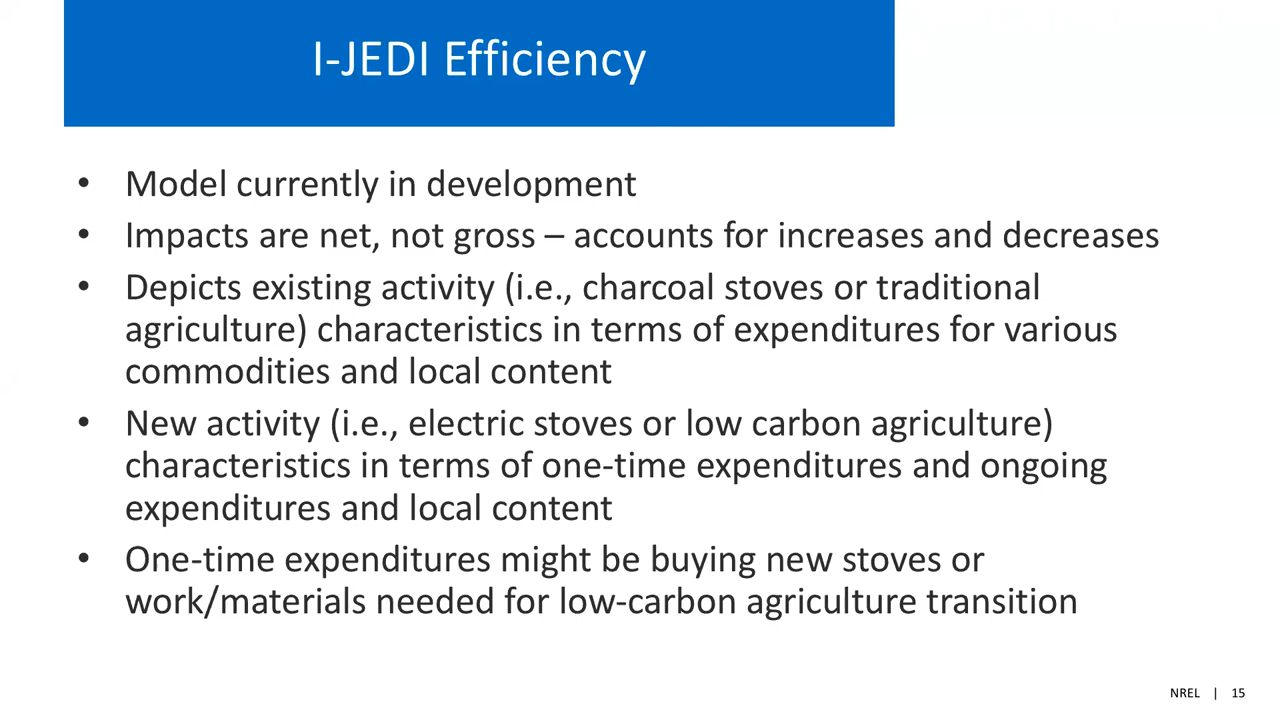 I-JEDI Efficiency
• Model currently in development
• Impacts are net, not gross – accounts for increases and decreases
• Depicts existing activity (i.e., charcoal stoves or traditional
agriculture) characteristics in terms of expenditures for various
commodities and local content
• New activity (i.e., electric stoves or low carbon agriculture)
characteristics in terms of one-time expenditures and ongoing
expenditures and local content
• One-time expenditures might be buying new stoves or
work/materials needed for low-carbon agriculture transition
NREL | 15